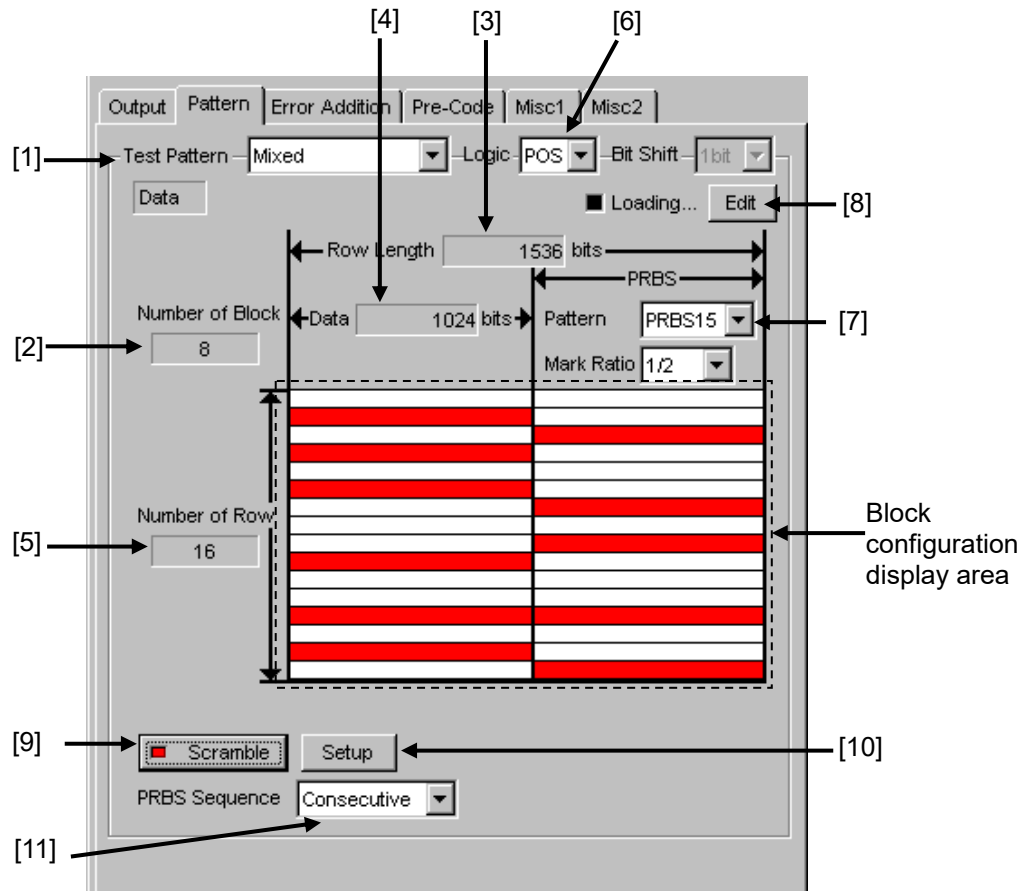 [4] [3] [6]
Output Pattern Error Addition Pre-Code Misc1 Misc2
[1] Test Pattern Mixed Logic POS Bit Shift 1bit
Data Loading... Edit [8]
Row Length 1536 bits
PRBS
Number of Block Data 1024 bits Pattern PRBS15 [7]
[2] 8
Mark Ratio 1/2
Number of Row
[5] 16
Block
configuration
display area
[9] Scramble Setup [10]
PRBS Sequence Consecutive
[11]